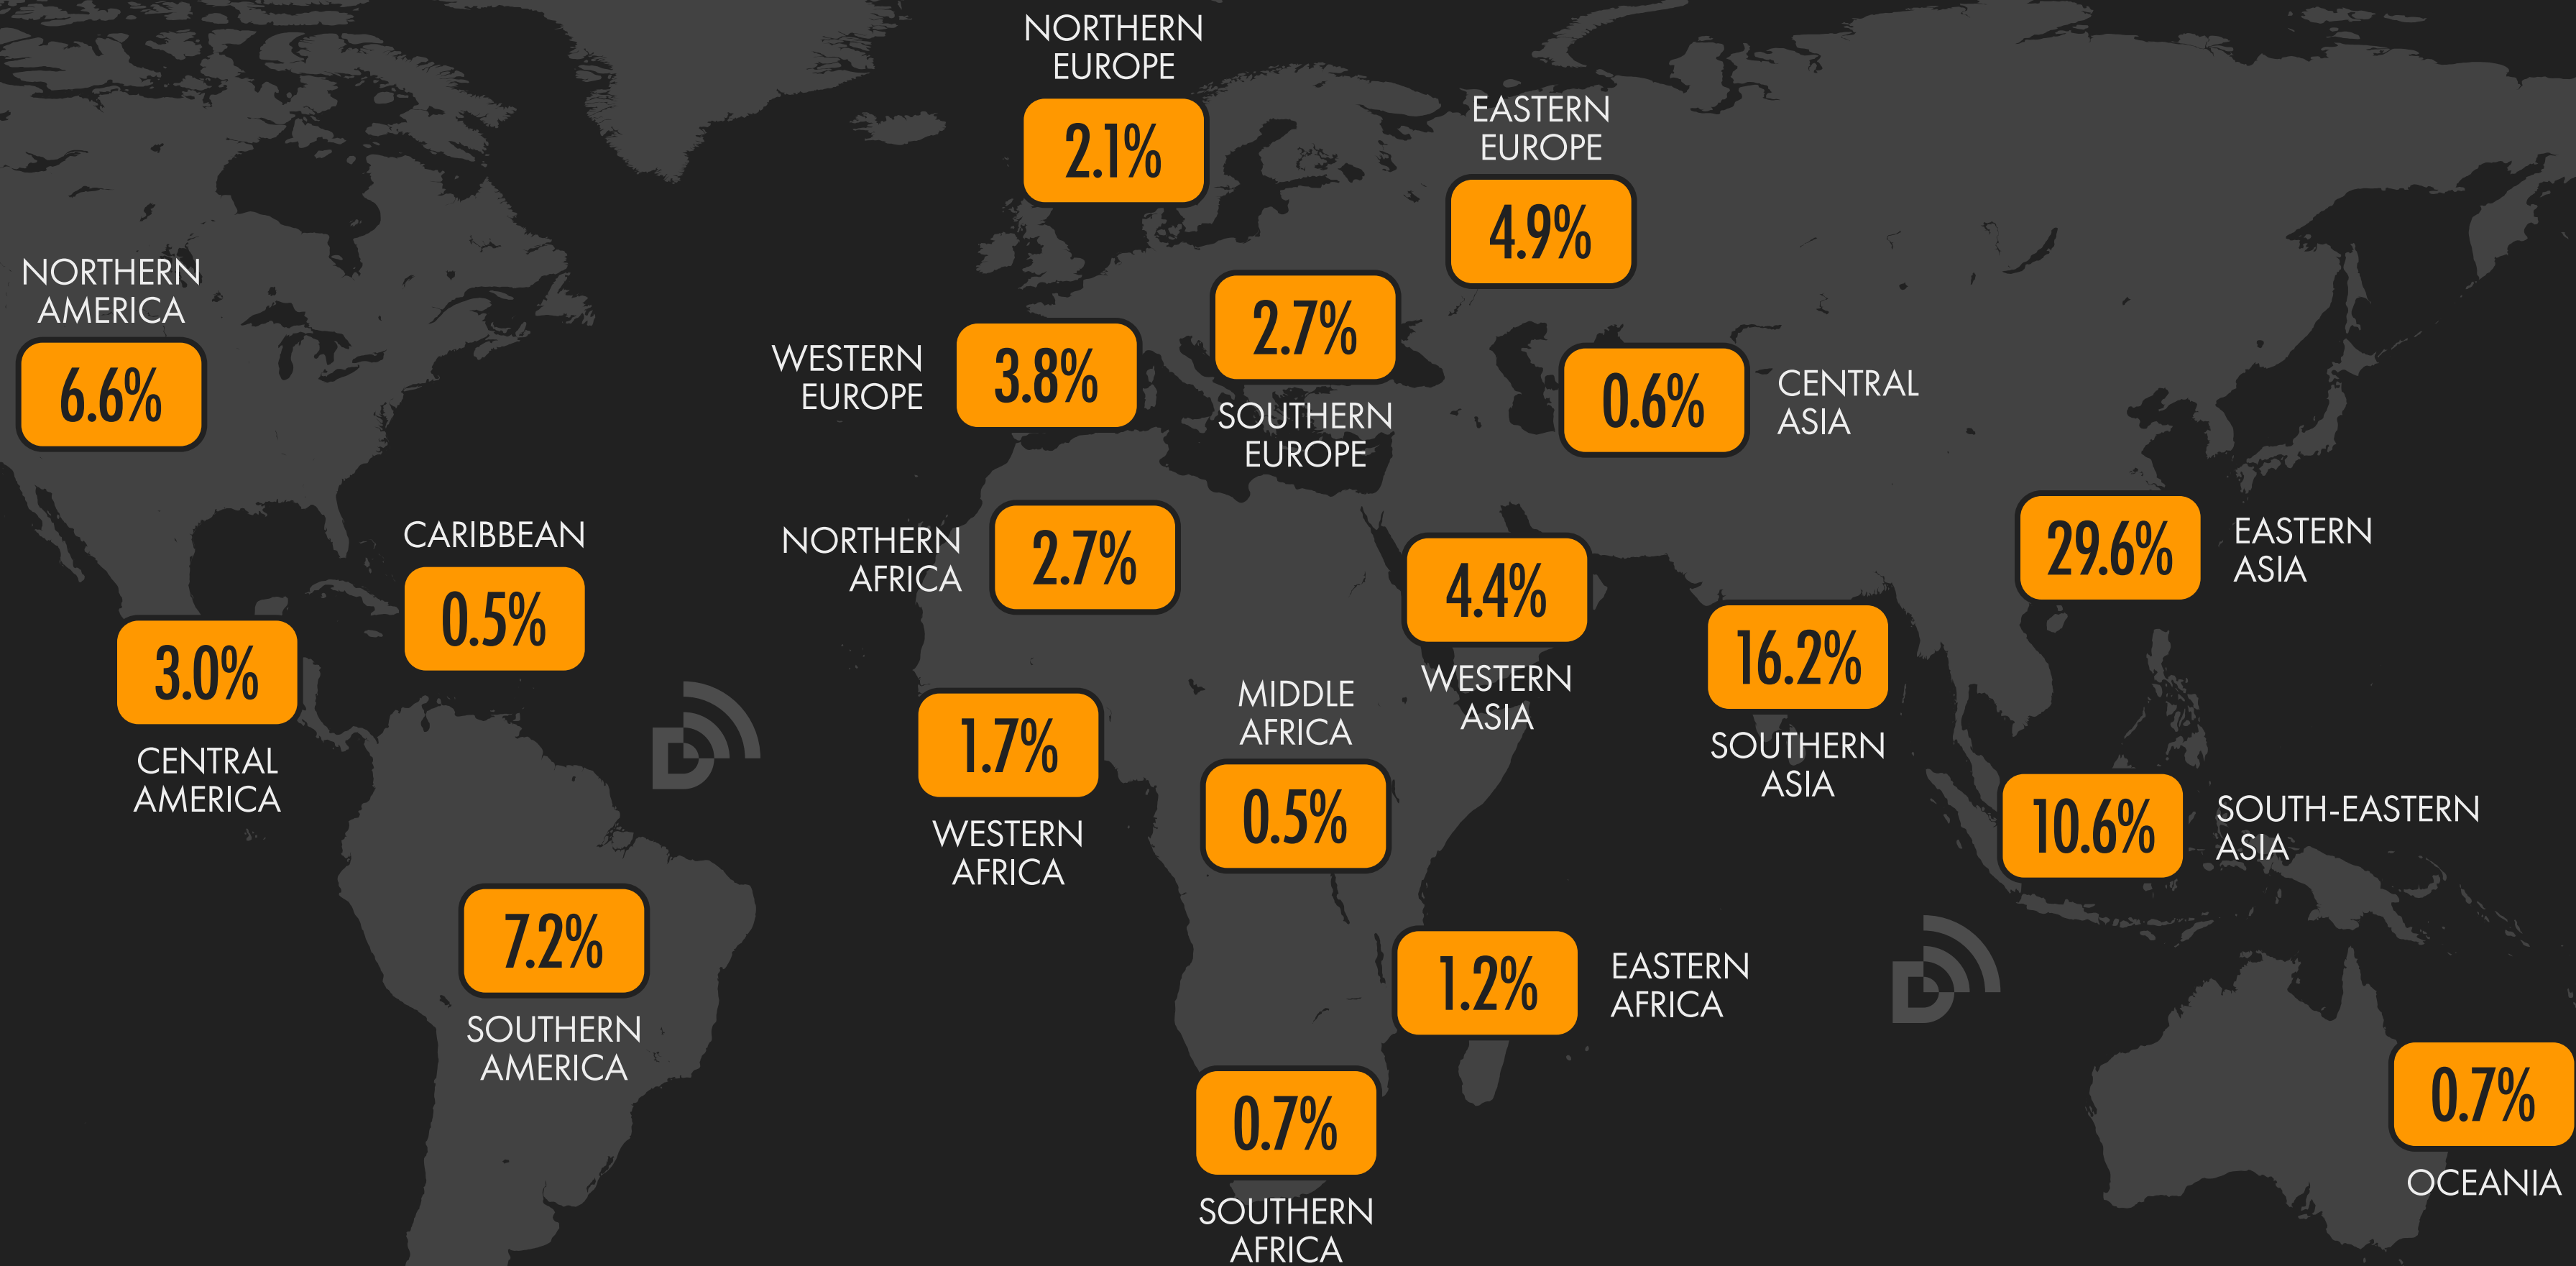 NORTHERN
EUROPE
2.1%
EASTERN
EUROPE
4.9%
NORTHERN
AMERICA
6.6%
WESTERN
EUROPE
3.8%
2.7%
SOUTHERN
EUROPE
0.6%
CENTRAL
ASIA
CARIBBEAN
0.5%
NORTHERN
AFRICA
2.7%
4.4%
WESTERN
ASIA
29.6%
EASTERN
ASIA
3.0%
CENTRAL
AMERICA
16.2%
SOUTHERN
ASIA
1.7%
WESTERN
AFRICA
MIDDLE
AFRICA
0.5%
10.6%
SOUTH-EASTERN
ASIA
7.2%
SOUTHERN
AMERICA
1.2%
EASTERN
AFRICA
0.7%
SOUTHERN
AFRICA
0.7%
OCEANIA